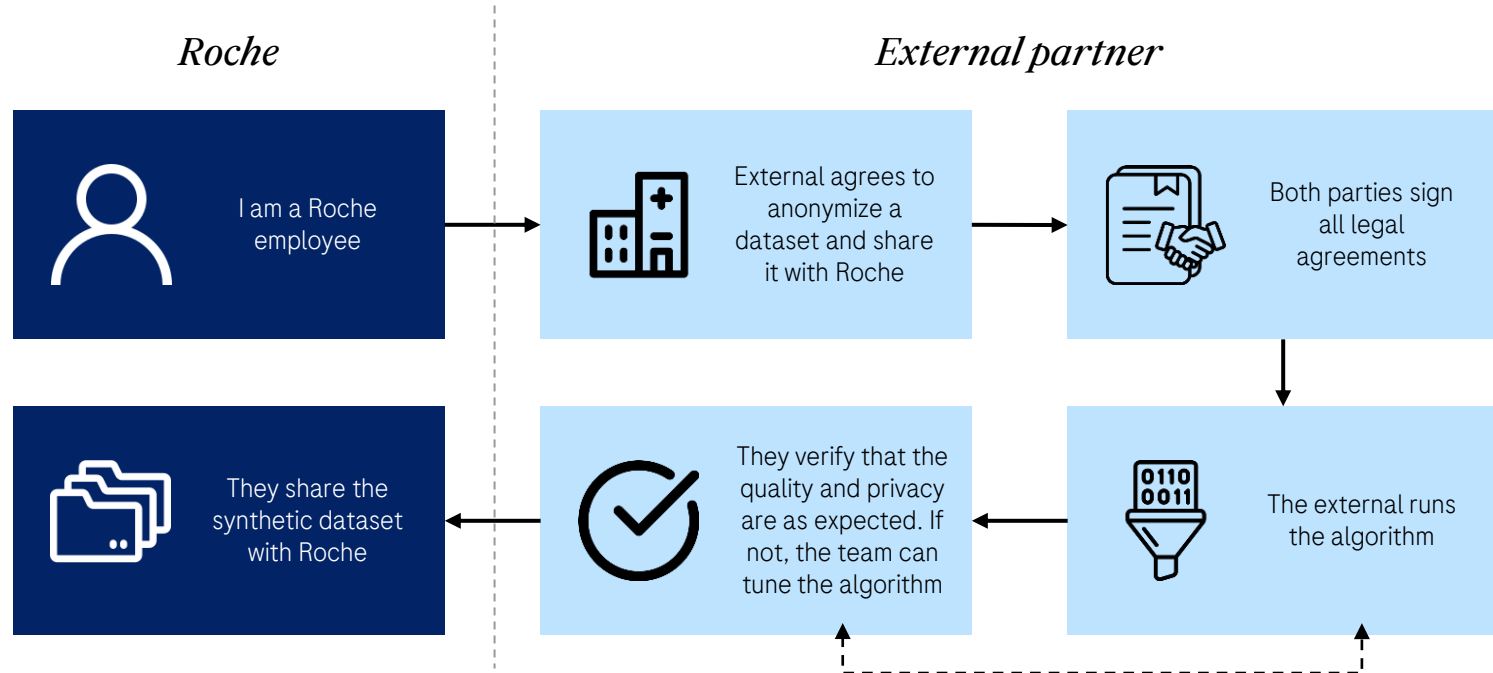 Roche
External partner
I am a Roche
employee
External agrees to
anonymize a
dataset and share
it with Roche
Both parties sign
all legal
agreements
They share the
synthetic dataset
with Roche
They verify that the
quality and privacy
are as expected. If
not, the team can
tune the algorithm
0110
0011
The external runs
the algorithm